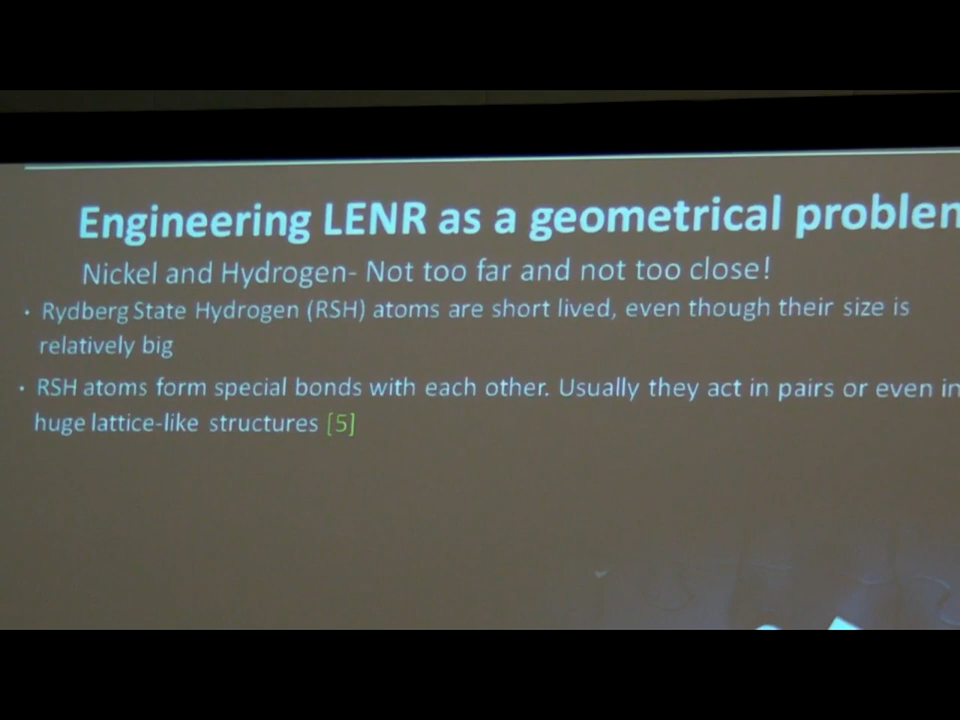 Engineering LENR as a geometrical problem
Nickel and Hydrogen- Not too far and not too close!
• Rydberg State Hydrogen (RSH) atoms are short lived, even though their size is
relatively big
• RSH atoms form special bonds with each other. Usually they act in pairs or even in
huge lattice-like structures [5]